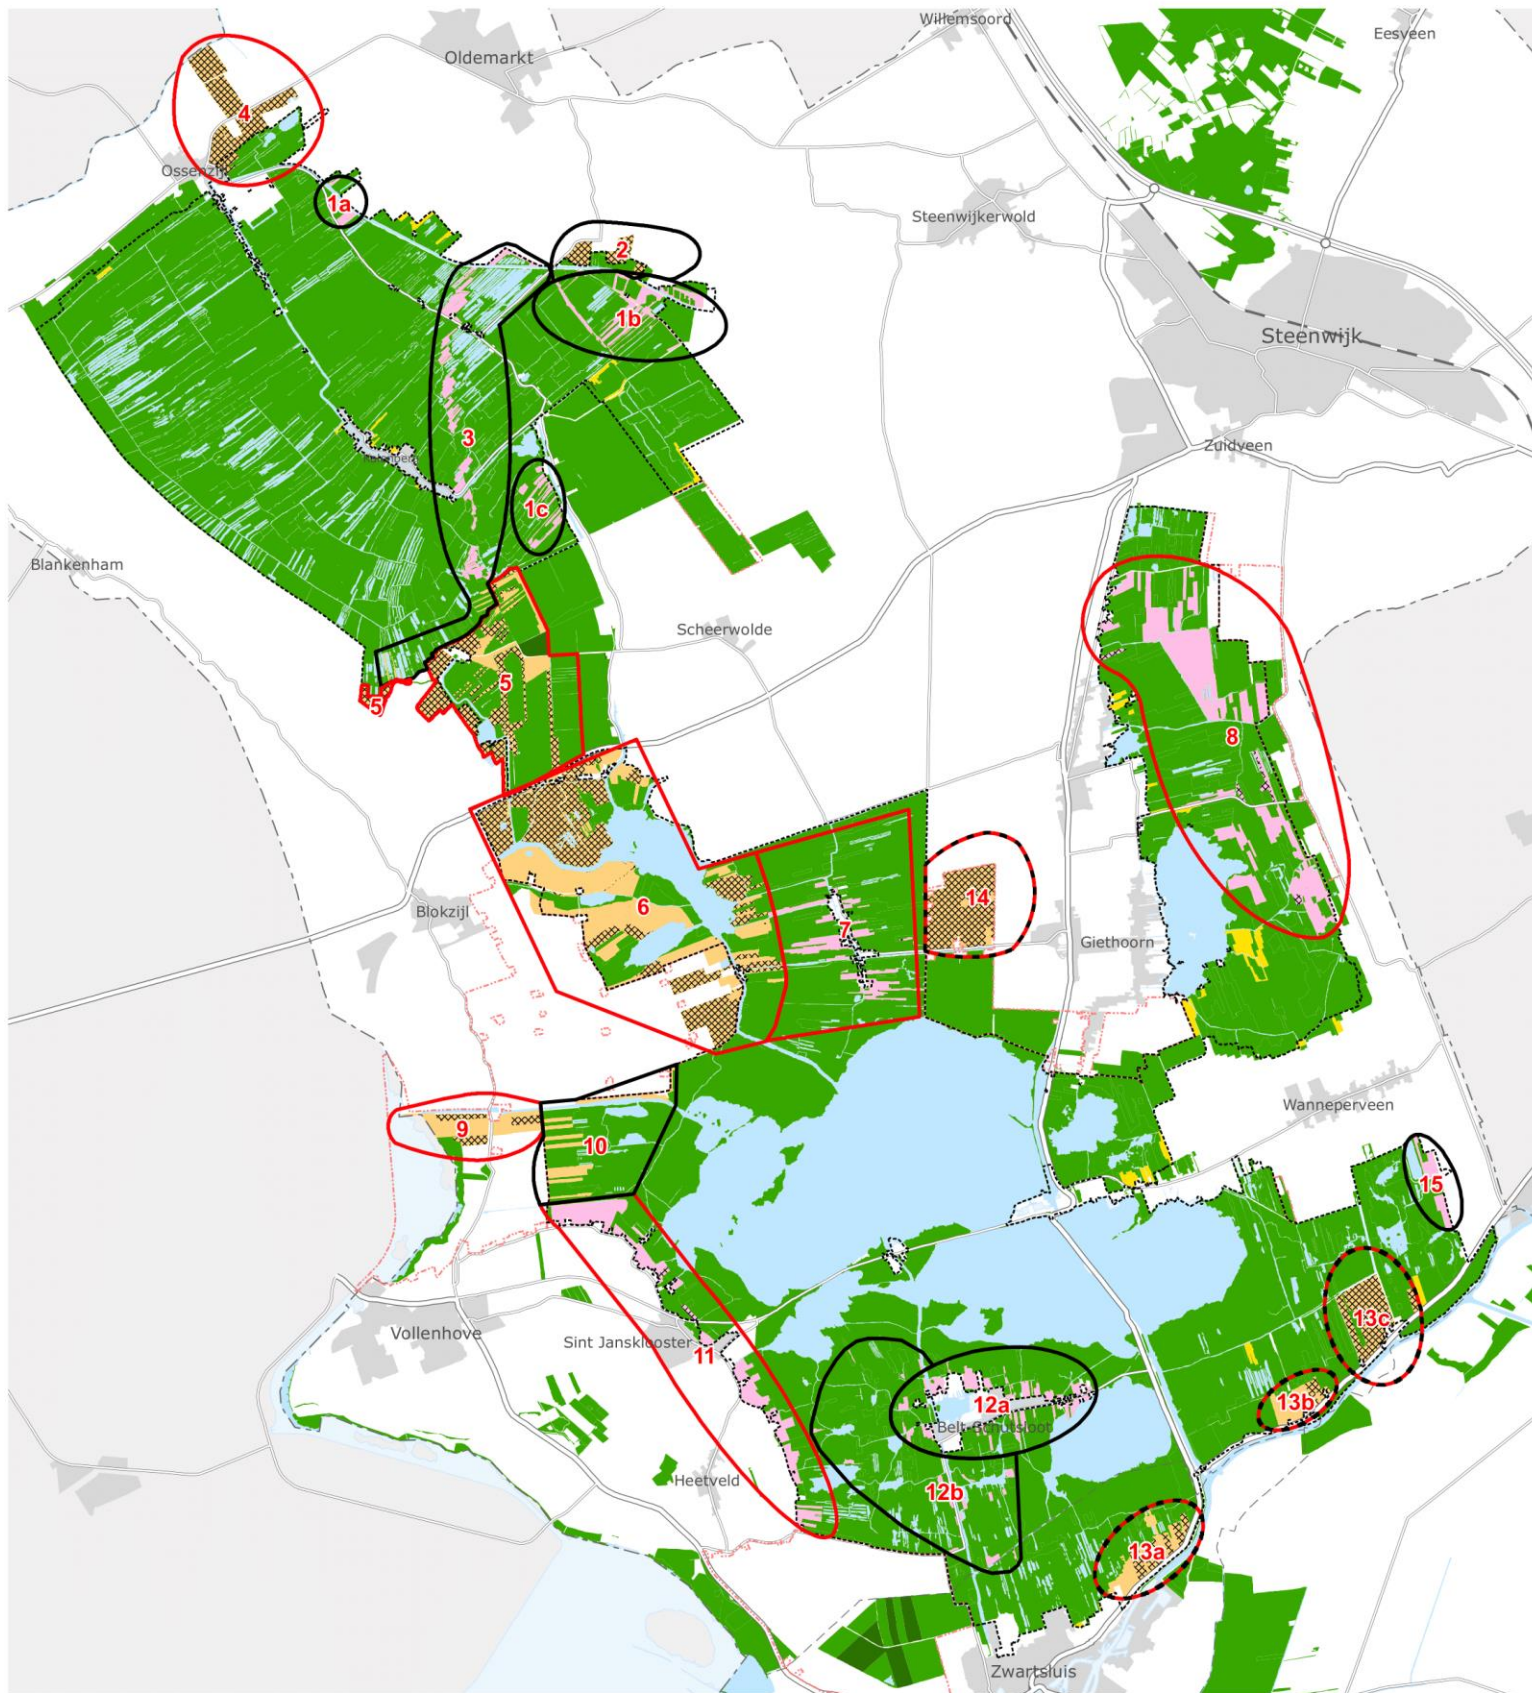 Willemsoord
Eesveen
Oldemarkt
4
Ossenzijl
1a
Steenwijkerwold
2
1b
Steenwijk
3
Zuidveen
1c
Blankenham
Scheerwolde
5
5
8
14
6
Blokzijl
7
Giethoorn
Wanneperveen
9
10
15
13c
Vollenhove
Sint Jansklooster
11
12a
13b
Belt-Schutsloot
Heetveld
12b
13a
Zwartsluis